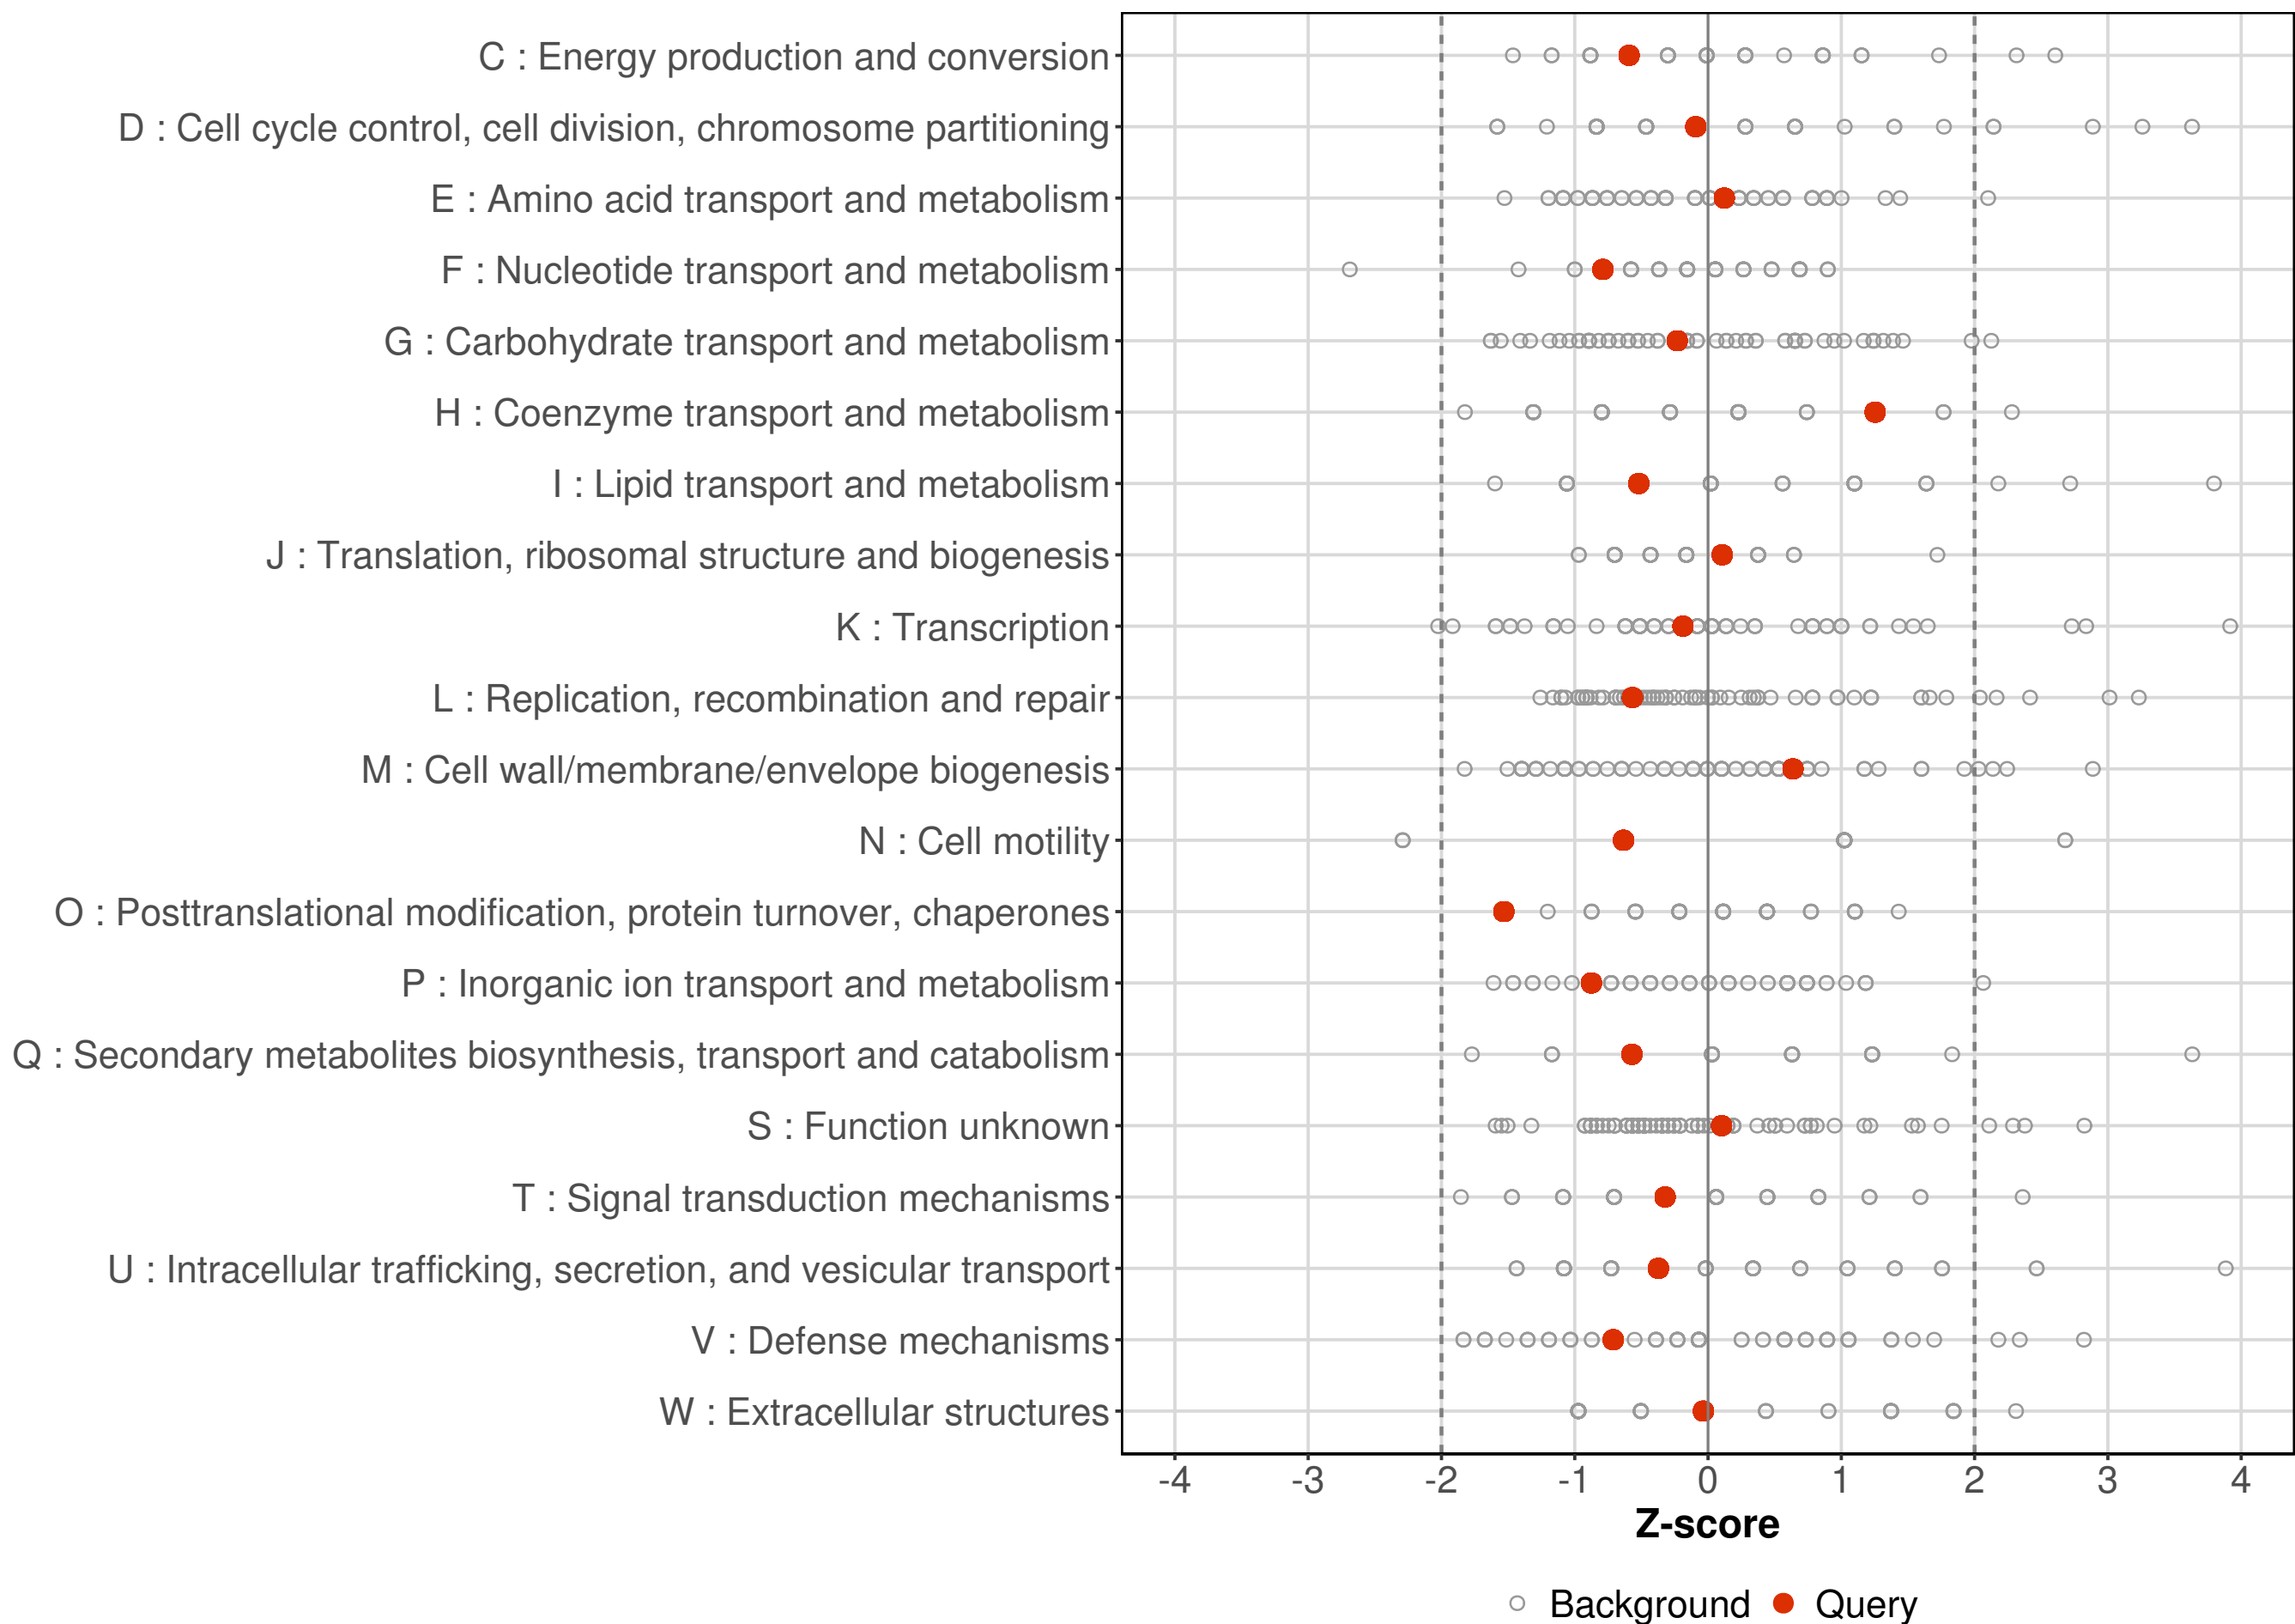 C : Energy production and conversion
D : Cell cycle control, cell division, chromosome partitioning
E : Amino acid transport and metabolism
F : Nucleotide transport and metabolism
G : Carbohydrate transport and metabolism
H : Coenzyme transport and metabolism
I : Lipid transport and metabolism
J : Translation, ribosomal structure and biogenesis
K : Transcription
L : Replication, recombination and repair
M : Cell wall/membrane/envelope biogenesis
N : Cell motility
O : Posttranslational modification, protein turnover, chaperones
P : Inorganic ion transport and metabolism
Q : Secondary metabolites biosynthesis, transport and catabolism
S : Function unknown
T : Signal transduction mechanisms
U : Intracellular trafficking, secretion, and vesicular transport
V : Defense mechanisms
W : Extracellular structures
-4 -3 -2 -1 0 1 2 3 4
Z-score
Background Query